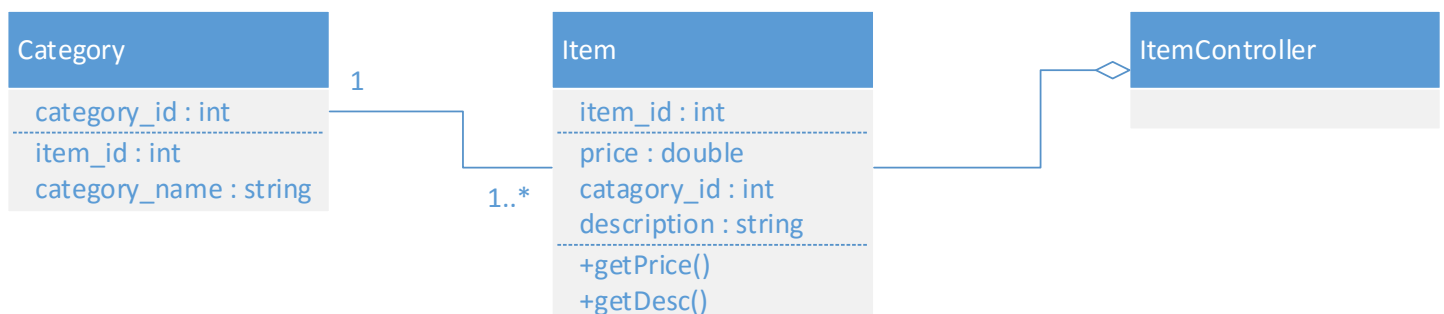 Category
category_id : int
item_id : int
category_name : string
1
1..*
Item
item_id : int
price : double
catagory_id : int
description : string
+getPrice()
+getDesc()
ItemController